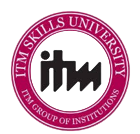 ITM SKILLS UNIVERSITY
itm
ITM GROUP OF INSTITUTIONS